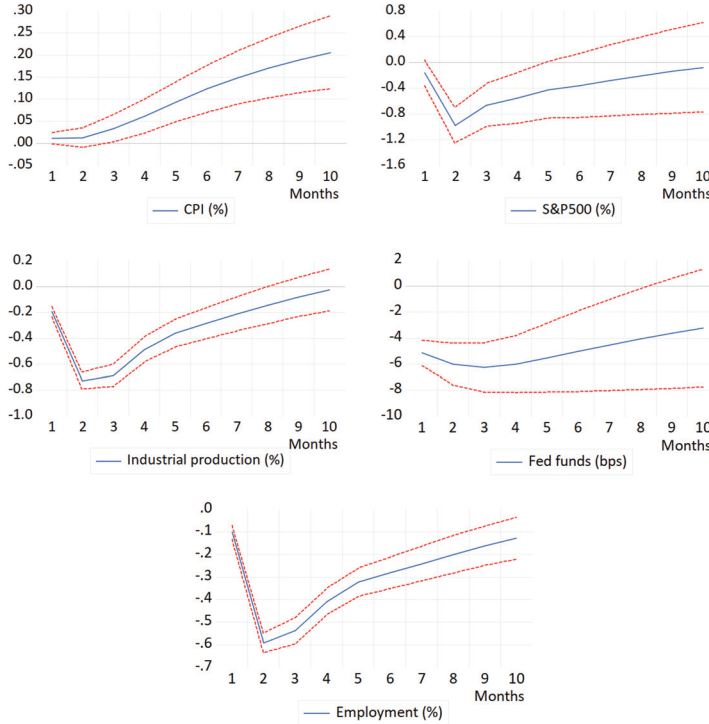 .30
.25
.20
.15
.10
.05
.00
-.05
1 2 3 4 5 6 7 8 9 10
Months
CPI (%)
0.8
0.4
0.0
-0.4
-0.8
-1.2
-1.6
1 2 3 4 5 6 7 8 9 10
Months
S&P500 (%)
0.2
0.0
-0.2
-0.4
-0.6
-0.8
-1.0
1 2 3 4 5 6 7 8 9 10
Months
Industrial production (%)
2
0
-4
-6
-8
-10
1 2 3 4 5 6 7 8 9 10
Months
Fed funds (bps)
.0
-.1
-.2
-.3
-.4
-.5
-.6
-.7
1 2 3 4 5 6 7 8 9 10
Months
Employment (%)